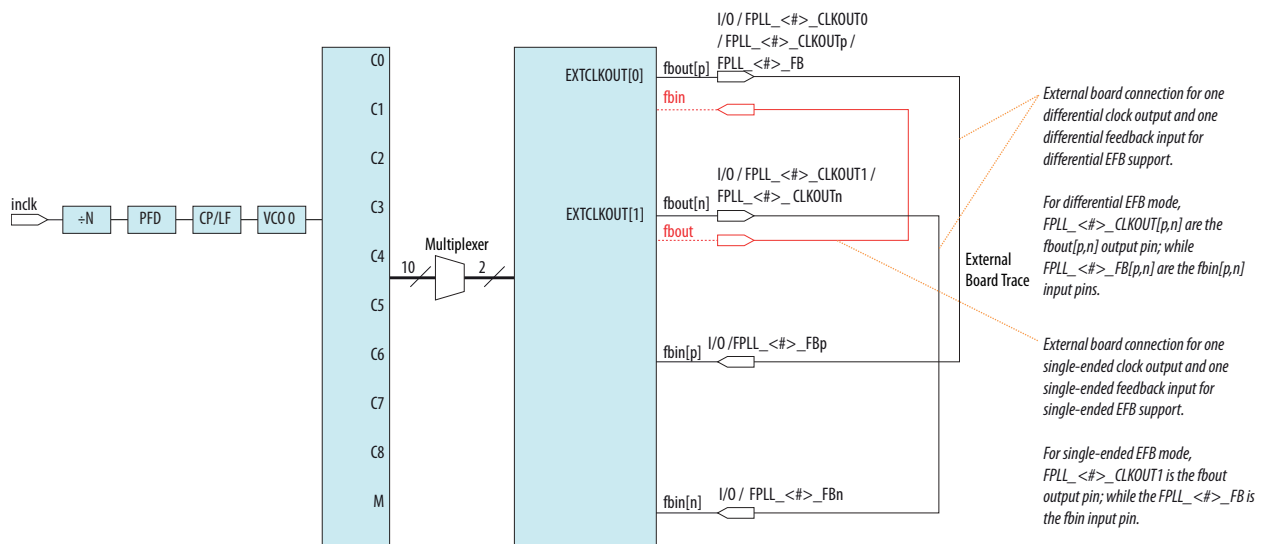 I/O / FPLL_<#>_CLKOUT0
/ FPLL_<#>_CLKOUTp /
FPLL_<#>_FB
C0
EXTCLKOUT[0]
fbout[p]
fbin
C1
C2
C3
inclk
÷N
PFD
CP/LF
VCO 0
I/O / FPLL_<#>_CLKOUT1 /
FPLL_<#>_ CLKOUTn
EXTCLKOUT[1]
fbout[n]
fbout
C4
Multiplexer
10
2
External
Board Trace
C5
C6
fbin[p]
I/O /FPLL_<#>_FBp
C7
C8
M
fbin[n]
I/O / FPLL_<#>_FBn
External board connection for one
differential clock output and one
differential feedback input for
differential EFB support.
For differential EFB mode,
FPLL_<#>_CLKOUT[p,n] are the
fbout[p,n] output pin; while
FPLL_<#>_FB[p,n] are the fbin[p,n]
input pins.
External board connection for one
single-ended clock output and one
single-ended feedback input for
single-ended EFB support.
For single-ended EFB mode,
FPLL_<#>_CLKOUT1 is the fbout
output pin; while the FPLL_<#>_FB is
the fbin input pin.